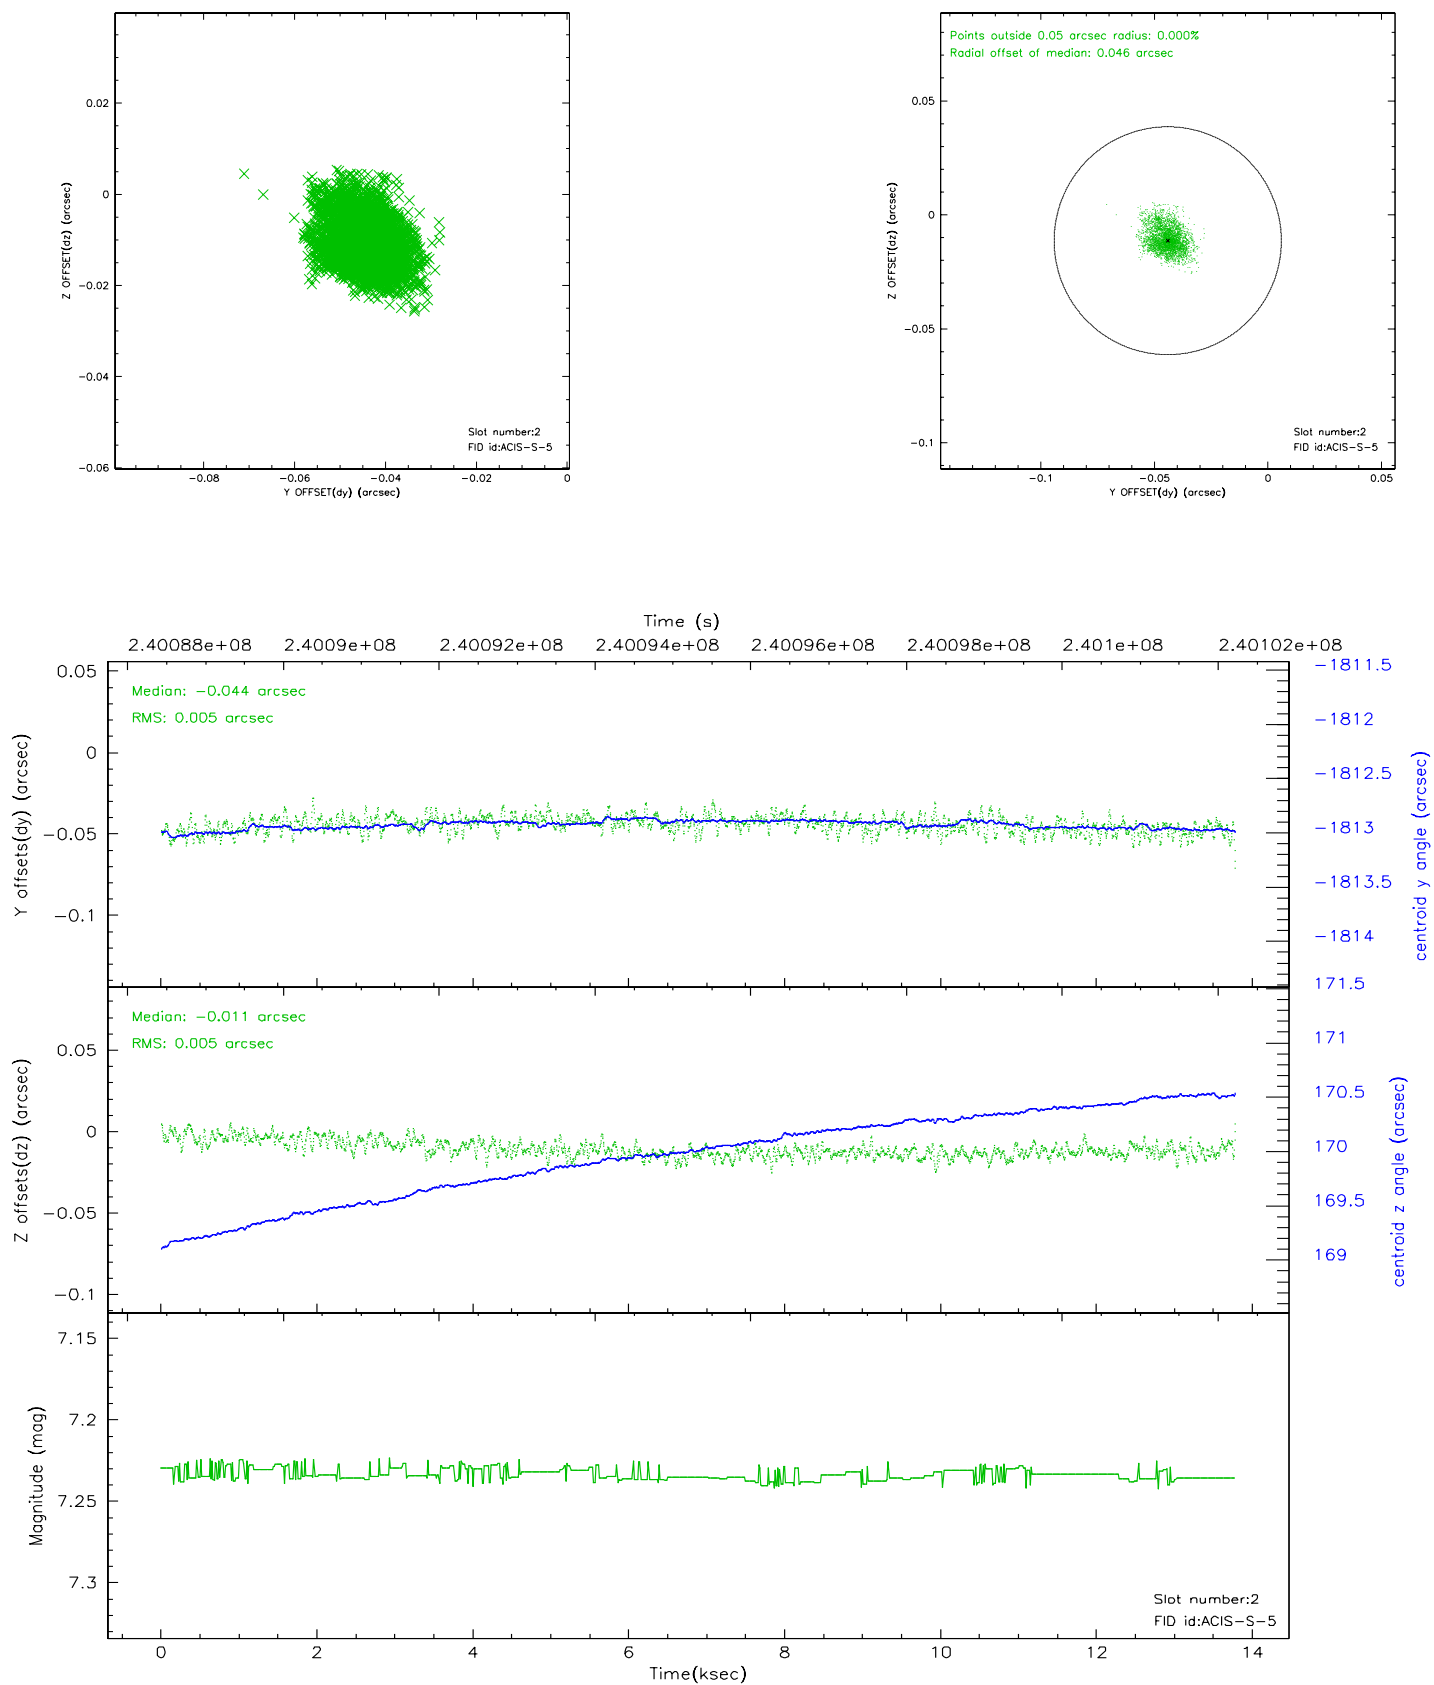 0.02
0
-0.02
-0.04
-0.06
Z OFFSET(dz) (arcsec)
Slot number:2
FID id:ACIS-S-5
-0.08
-0.06
-0.04
-0.02
0
Y OFFSET(dy) (arcsec)
Points outside 0.05 arcsec radius: 0.000%
Radial offset of median: 0.046 arcsec
0.05
0
-0.05
-0.1
Z OFFSET(dz) (arcsec)
Slot number:2
FID id:ACIS-S-5
-0.1
-0.05
0
0.05
Y OFFSET(dy) (arcsec)
Time (s)
2.40088e+08
2.4009e+08
2.40092e+08
2.40094e+08
2.40096e+08
2.40098e+08
2.401e+08
2.40102e+08
0.05
0
-0.05
-0.1
Y offsets(dy) (arcsec)
Median: -0.044 arcsec
RMS: 0.005 arcsec
-1811.5
-1812
-1812.5
-1813
-1813.5
-1814
centroid y angle (arcsec)
0.05
0
-0.05
-0.1
Z offsets(dz) (arcsec)
Median: -0.011 arcsec
RMS: 0.005 arcsec
171.5
171
170.5
170
169.5
169
centroid z angle (arcsec)
7.15
7.2
7.25
7.3
Magnitude (mag)
Slot number:2
FID id:ACIS-S-5
0
2
4
6
8
10
12
14
Time(ksec)